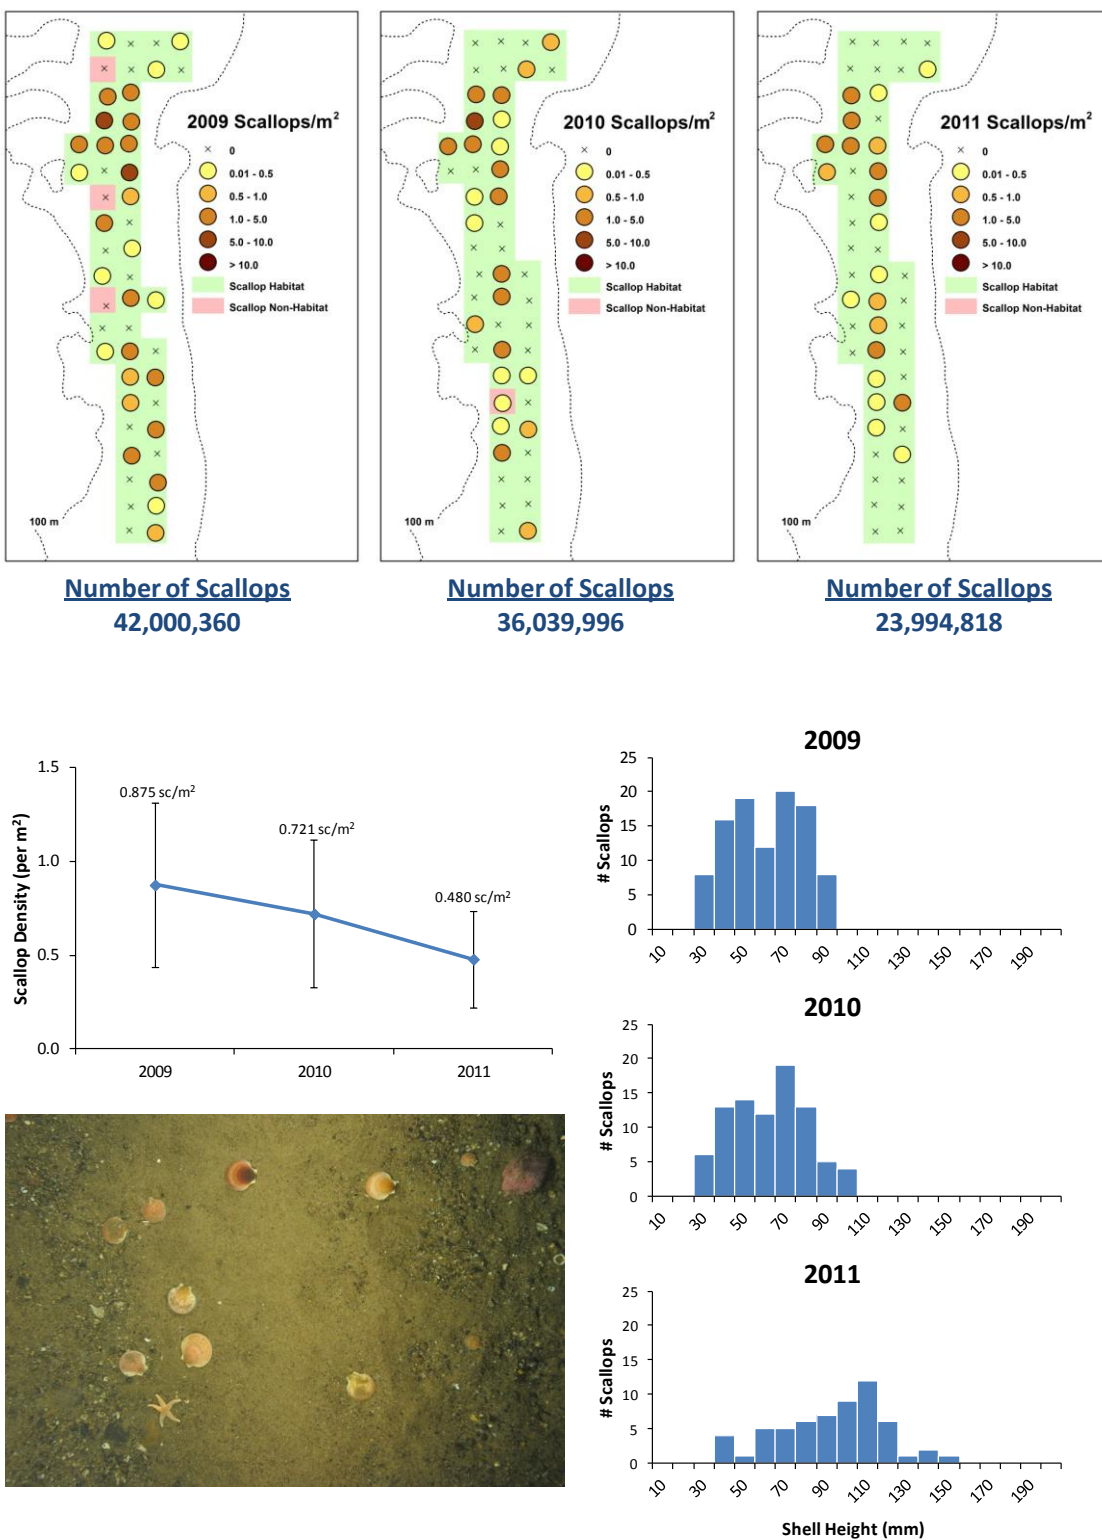 2009 Scallops/m²
× 0
0.01 - 0.5
0.5 - 1.0
1.0 - 5.0
5.0 - 10.0
> 10.0
Scallop Habitat
Scallop Non-Habitat
100 m
2010 Scallops/m²
× 0
0.01 - 0.5
0.5 - 1.0
1.0 - 5.0
5.0 - 10.0
> 10.0
Scallop Habitat
Scallop Non-Habitat
100 m
2011 Scallops/m²
× 0
0.01 - 0.5
0.5 - 1.0
1.0 - 5.0
5.0 - 10.0
> 10.0
Scallop Habitat
Scallop Non-Habitat
100 m
Number of Scallops
42,000,360
Number of Scallops
36,039,996
Number of Scallops
23,994,818
Scallop Density (per m²)
1.5
1.0
0.5
0.0
0.875 sc/m²
0.721 sc/m²
0.480 sc/m²
2009 2010 2011
2009
# Scallops
25
20
15
10
5
0
10 30 50 70 90 110 130 150 170 190
2010
# Scallops
25
20
15
10
5
0
10 30 50 70 90 110 130 150 170 190
2011
# Scallops
25
20
15
10
5
0
10 30 50 70 90 110 130 150 170 190
Shell Height (mm)